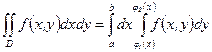 ∬_D f(x,y)dxdy = ∫_a^b dx ∫_{φ₁(x)}^{φ₂(x)} f(x,y)dy